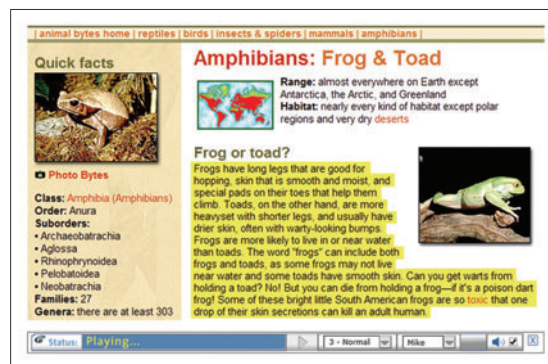 | animal bytes home | reptiles | birds | insects & spiders | mammals | amphibians |
Quick facts
Photo Bytes
Class: Amphibia (Amphibians)
Order: Anura
Suborders:
• Archaeobatrachia
• Aglossa
• Rhinophrynoidea
• Pelobatoidea
• Neobatrachia
Families: 27
Genera: there are at least 303
Amphibians: Frog & Toad
Range: almost everywhere on Earth except
Antarctica, the Arctic, and Greenland
Habitat: nearly every kind of habitat except polar
regions and very dry deserts
Frog or toad?
Frogs have long legs that are good for
hopping, skin that is smooth and moist, and
special pads on their toes that help them
climb. Toads, on the other hand, are more
heavyset with shorter legs, and usually have
drier skin, often with warty-looking bumps.
Frogs are more likely to live in or near water
than toads. The word "frogs" can include both
frogs and toads, as some frogs may not live
near water and some toads have smooth skin. Can you get warts from
holding a toad? No! But you can die from holding a frog—if it's a poison dart
frog! Some of these bright little South American frogs are so toxic that one
drop of their skin secretions can kill an adult human.
Status: Playing... 3 - Normal Mike X